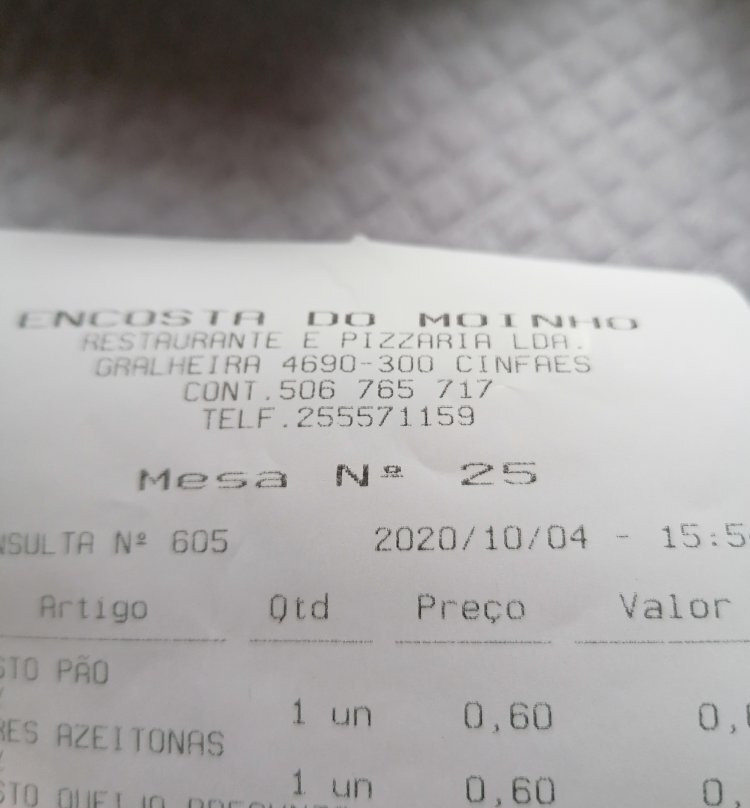 ENCOSTA DO MOINHO
RESTAURANTE E PIZZARIA LDA.
GRALHEIRA 4690-300 CINFAES
CONT.506 765 717
TELF.255571159
Mesa Nº 25
NSULTA Nº 605 2020/10/04 - 15:5
Artigo Qtd Preço Valor
STO PÃO
1 un 0,60 0,
RES AZEITONAS
1 un 0,60 0,
STO QUEIJO